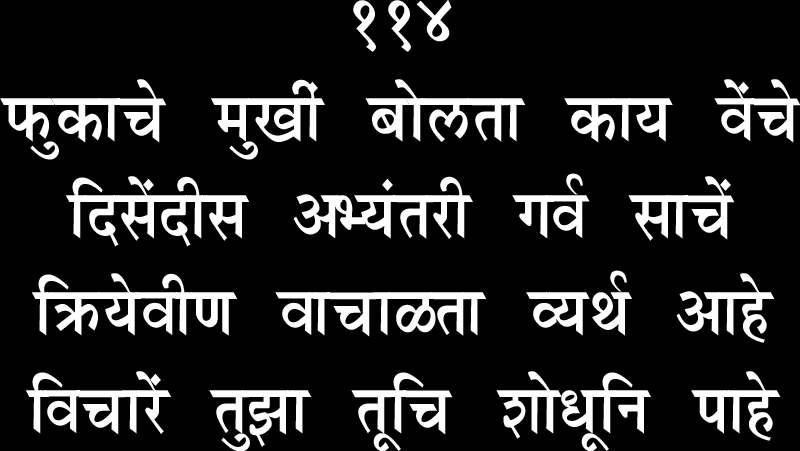 ११४
फुकाचे मुखीं बोलता काय वेंचे
दिसेंदीस अभ्यंतरी गर्व साचें
क्रियेवीण वाचाळता व्यर्थ आहे
विचारें तुझा तूचि शोधूनि पाहे